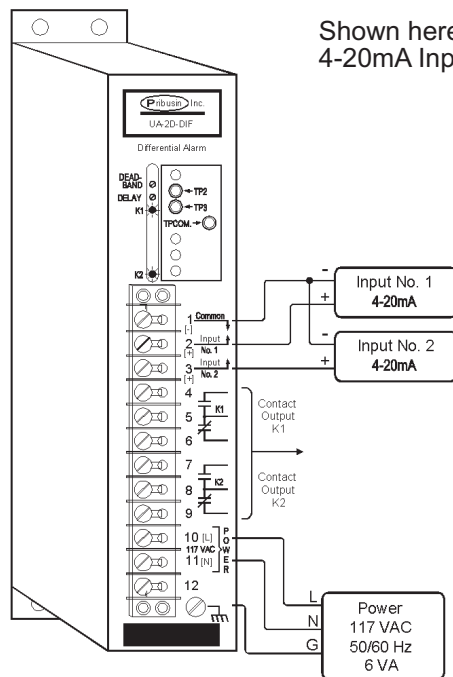 Shown here
4-20mA Inp
Pribusin Inc.
UA-2D-DIF
Differential Alarm
DEAD-
BAND
DELAY
K1
TP2
TP3
TPCOM.
K2
1 Common
[-]
2 Input
[+] No. 1
3 Input
[+] No. 2
4
5 K1
6
7
8 K2
9
10 [L]
117 VAC
11 [N]
POWER
12
- Input No. 1
+ 4-20mA
- Input No. 2
+ 4-20mA
Contact
Output
K1
Contact
Output
K2
L
N
G
Power
117 VAC
50/60 Hz
6 VA